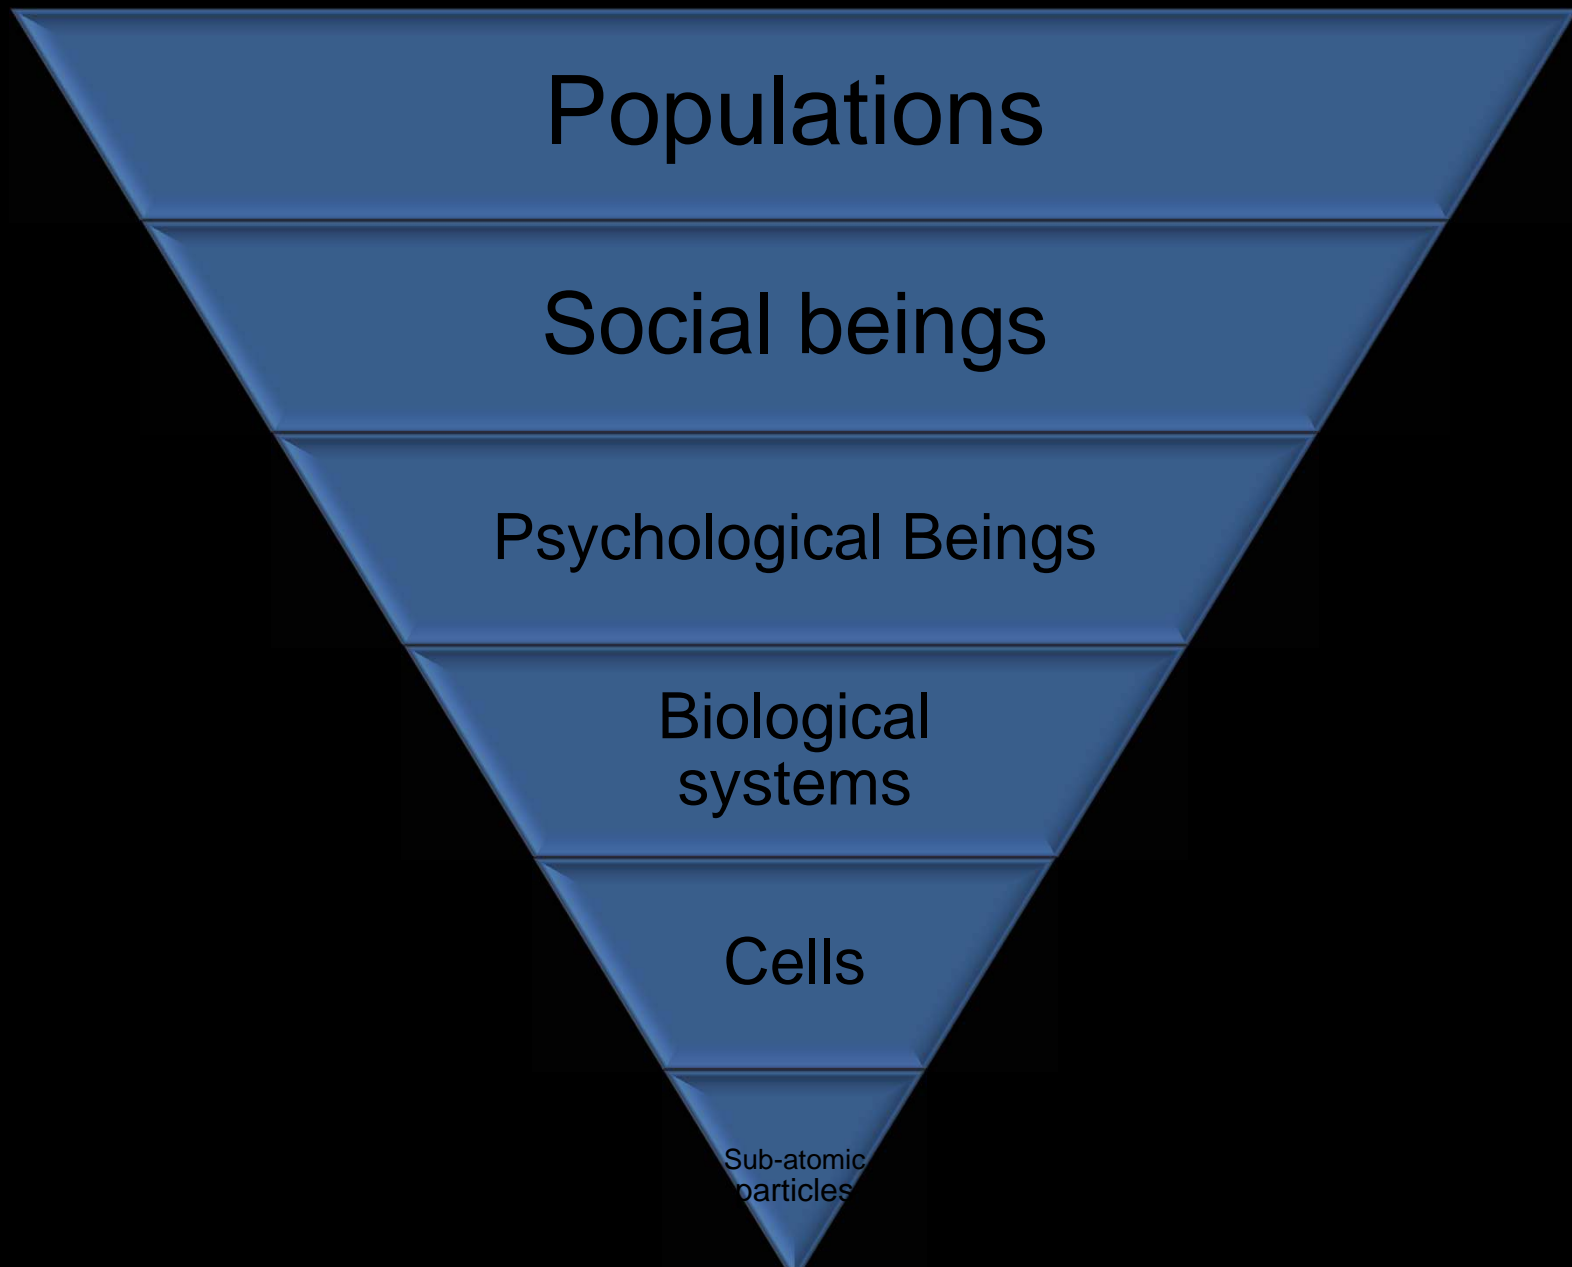 Populations
Social beings
Psychological Beings
Biological
systems
Cells
Sub-atomic
particles